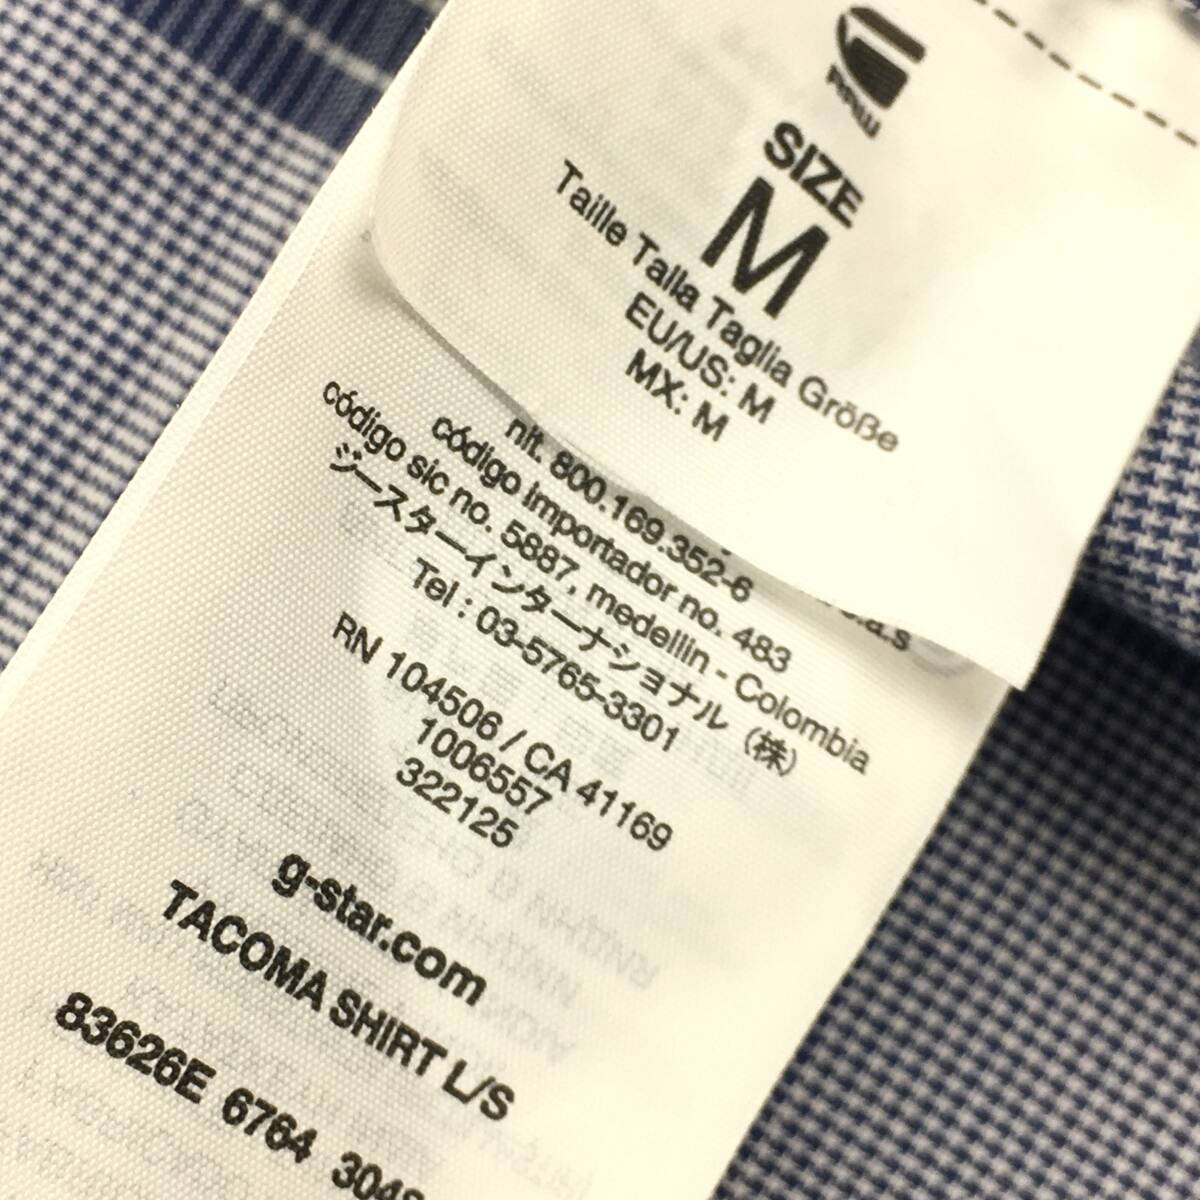 RAW
SIZE
M
Taille Talla Taglia Größe
EU/US: M
MX: M
s.a.s
nit. 800.169.352-6
código importador no. 483
código sic no. 5887, medellin - Colombia
ジースターインターナショナル（株）
Tel : 03-5765-3301
RN 104506 / CA 41169
1006557
322125
g-star.com
TACOMA SHIRT L/S
83626E 6764 3048